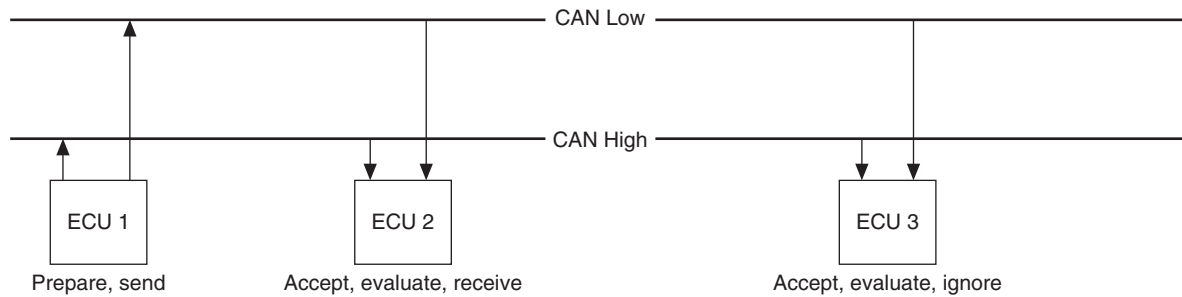 CAN Low
CAN High
ECU 1
ECU 2
ECU 3
Prepare, send
Accept, evaluate, receive
Accept, evaluate, ignore